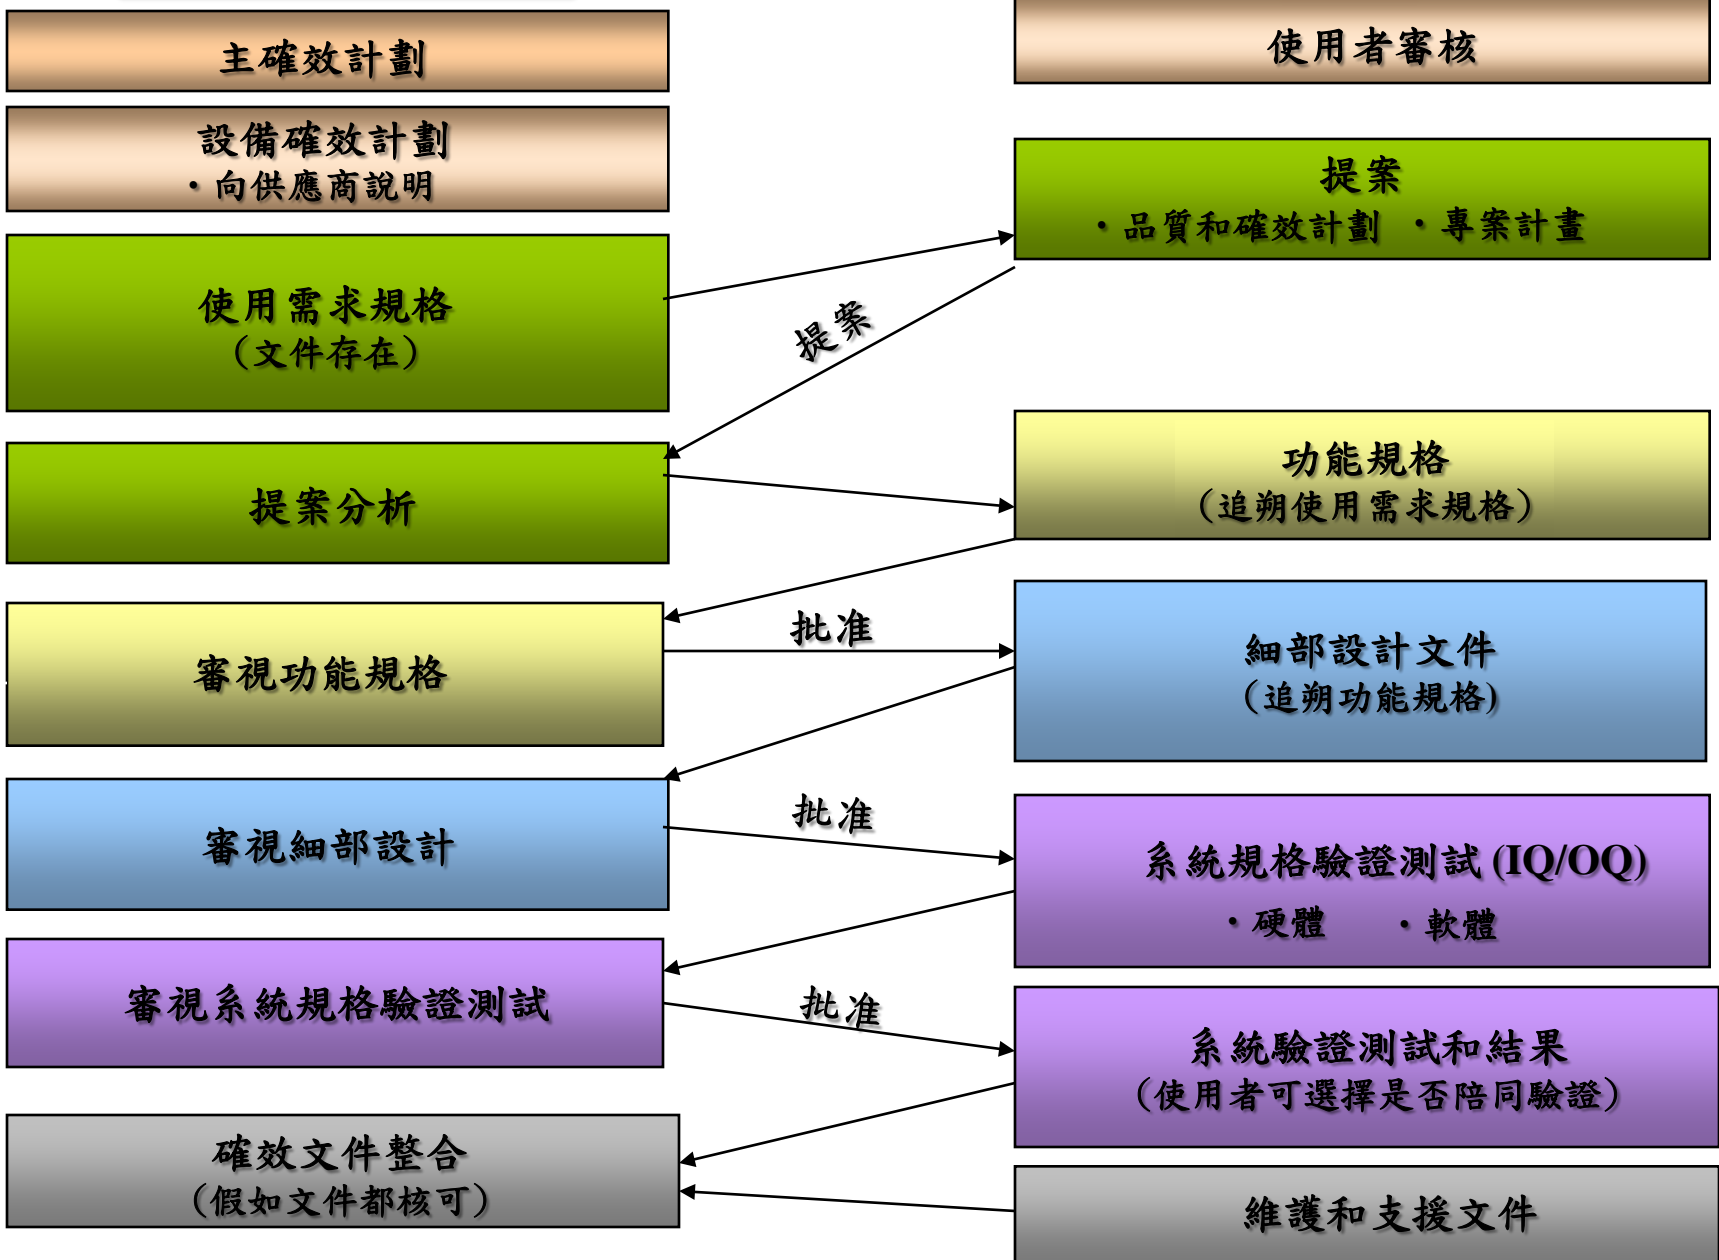 主確效計劃
使用者審核
設備確效計劃
・向供應商說明
提案
・品質和確效計劃 ・專案計畫
使用需求規格
（文件存在）
提案
提案分析
功能規格
（追朔使用需求規格）
審視功能規格
批准
細部設計文件
（追朔功能規格)
審視細部設計
批准
系統規格驗證測試 (IQ/OQ)
・硬體 ・軟體
審視系統規格驗證測試
批准
系統驗證測試和結果
（使用者可選擇是否陪同驗證）
確效文件整合
（假如文件都核可）
維護和支援文件